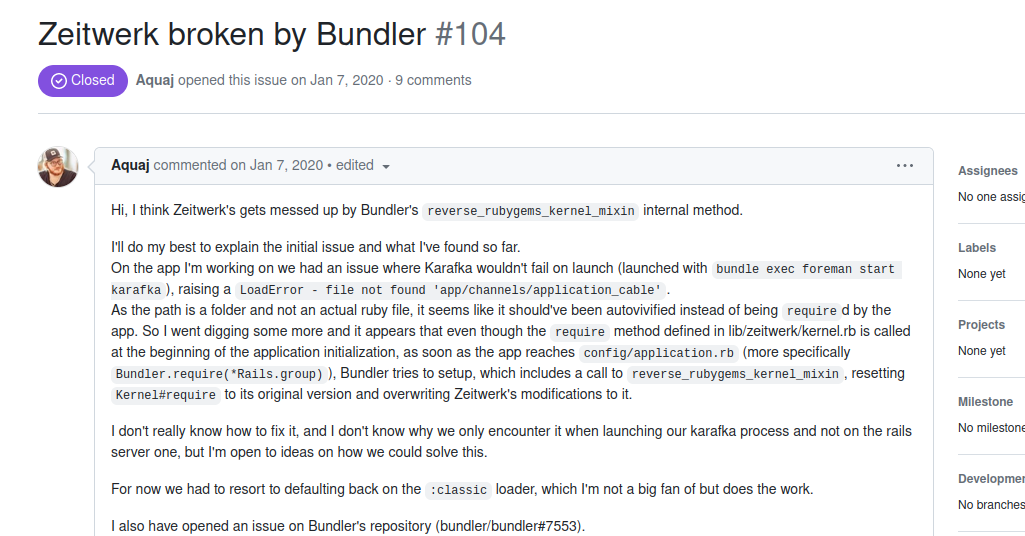 Zeitwerk broken by Bundler #104
Closed Aquaj opened this issue on Jan 7, 2020 · 9 comments
Aquaj commented on Jan 7, 2020 • edited
Hi, I think Zeitwerk's gets messed up by Bundler's reverse_rubygems_kernel_mixin internal method.
I'll do my best to explain the initial issue and what I've found so far.
On the app I'm working on we had an issue where Karafka wouldn't fail on launch (launched with bundle exec foreman start
karafka ), raising a LoadError - file not found 'app/channels/application_cable' .
As the path is a folder and not an actual ruby file, it seems like it should've been autovivified instead of being require d by the
app. So I went digging some more and it appears that even though the require method defined in lib/zeitwerk/kernel.rb is called
at the beginning of the application initialization, as soon as the app reaches config/application.rb (more specifically
Bundler.require(*Rails.group) ), Bundler tries to setup, which includes a call to reverse_rubygems_kernel_mixin , resetting
Kernel#require to its original version and overwriting Zeitwerk's modifications to it.
I don't really know how to fix it, and I don't know why we only encounter it when launching our karafka process and not on the rails
server one, but I'm open to ideas on how we could solve this.
For now we had to resort to defaulting back on the :classic loader, which I'm not a big fan of but does the work.
I also have opened an issue on Bundler's repository (bundler/bundler#7553).
Assignees
No one assig
Labels
None yet
Projects
None yet
Milestone
No milestone
Developmen
No branches